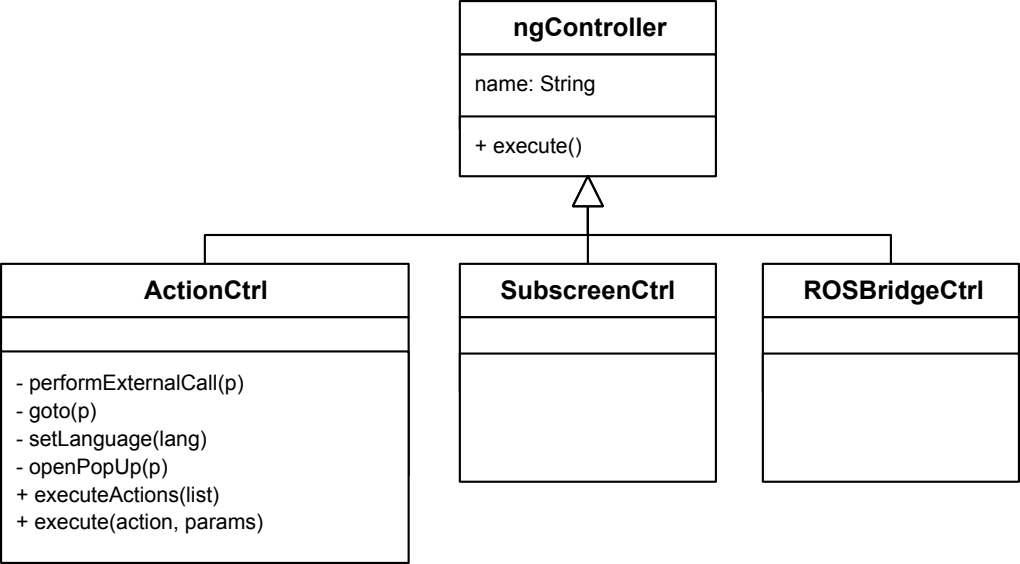 ngController
name: String
+ execute()
ActionCtrl
- performExternalCall(p)
- goto(p)
- setLanguage(lang)
- openPopUp(p)
+ executeActions(list)
+ execute(action, params)
SubscreenCtrl
ROSBridgeCtrl